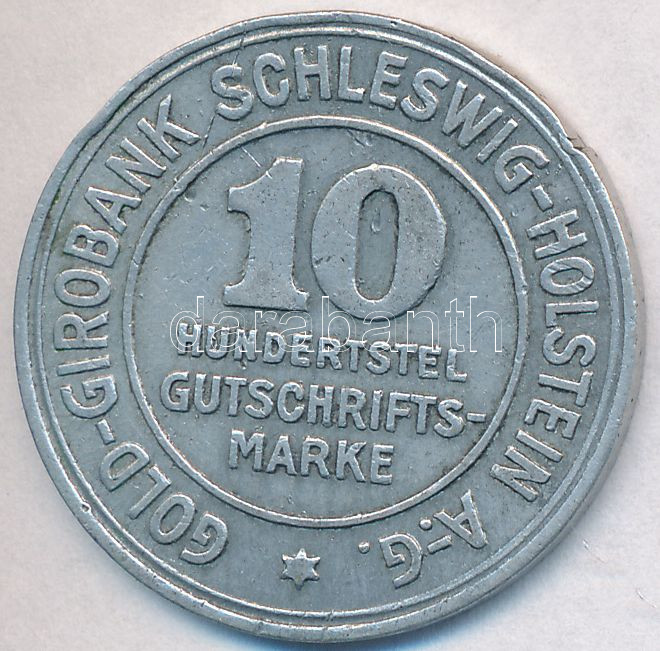 GOLD-GIROBANK SCHLESWIG-HOLSTEIN A.-G.
10
HUNDERTSTEL
GUTSCHRIFTS-
MARKE
darabanth